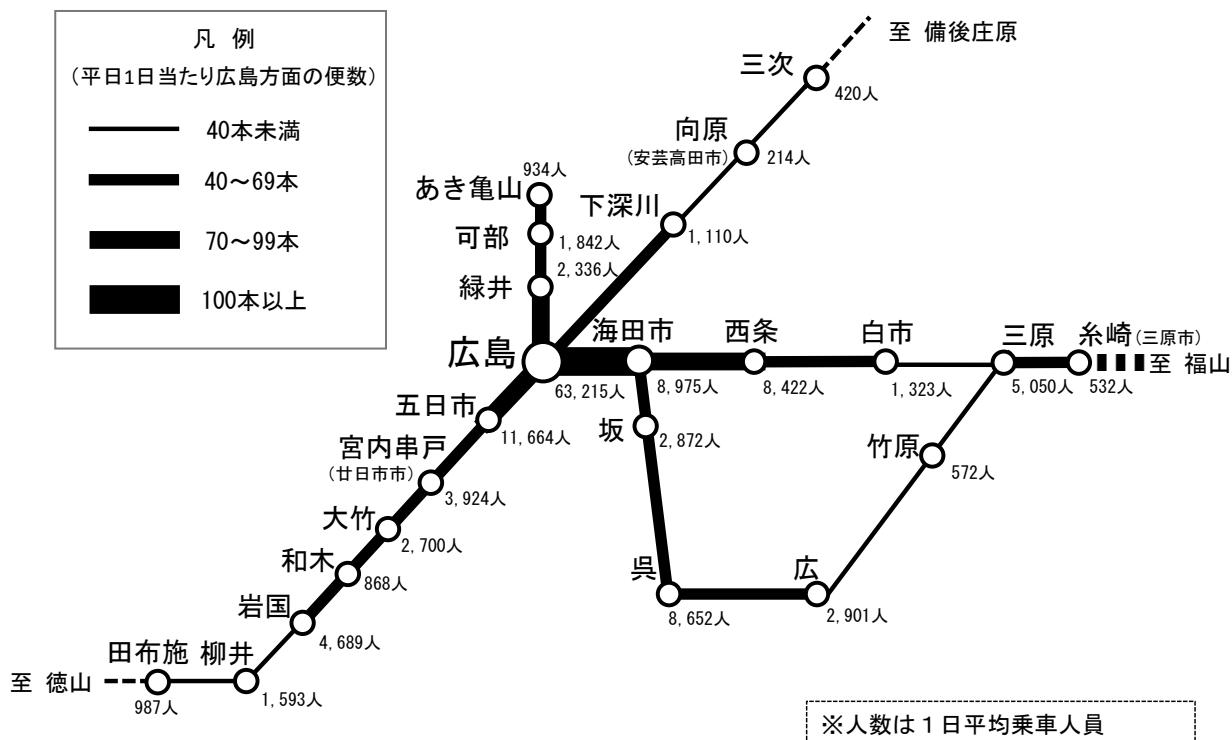 凡 例
(平日1日当たり広島方面の便数)
40本未満
40～69本
70～99本
100本以上
至 備後庄原
三次
420人
向原
(安芸高田市)
214人
934人
あき亀山
下深川
1,110人
可部
1,842人
2,336人
緑井
広島
63,215人
海田市
8,975人
西条
8,422人
白市
1,323人
三原
5,050人
糸崎(三原市)
532人
至 福山
五日市
11,664人
坂
2,872人
宮内串戸
(廿日市市)
3,924人
竹原
572人
大竹
2,700人
和木
868人
呉
8,652人
広
2,901人
岩国
4,689人
田布施
柳井
至 徳山
987人
1,593人
※人数は１日平均乗車人員